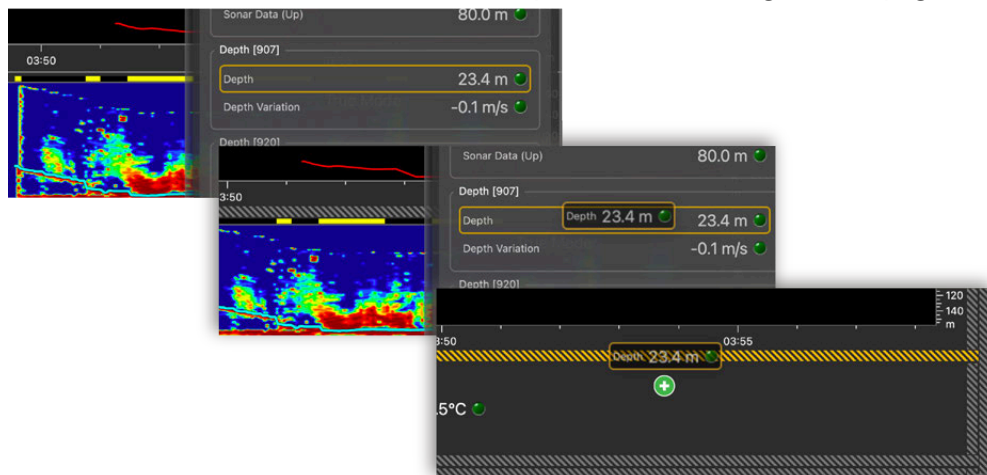 Sonar Data (Up) 80.0 m
03:50
Depth [907]
Depth 23.4 m
Depth Variation -0.1 m/s
Depth [920]
Sonar Data (Up) 80.0 m
3:50
Depth [907]
Depth Depth 23.4 m 23.4 m
Depth Variation -0.1 m/s
Depth [920]
120
140
m
3:50 03:55
Depth 23.4 m
.5°C